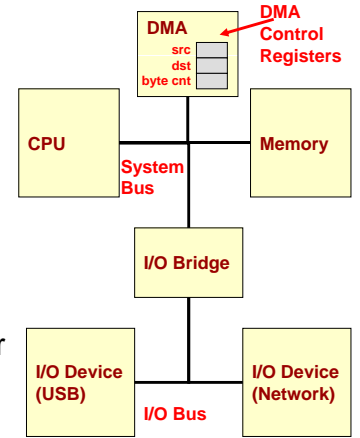 DMA
src
dst
byte cnt
DMA
Control
Registers
CPU
System
Bus
Memory
I/O Bridge
r
I/O Device
(USB)
I/O Bus
I/O Device
(Network)